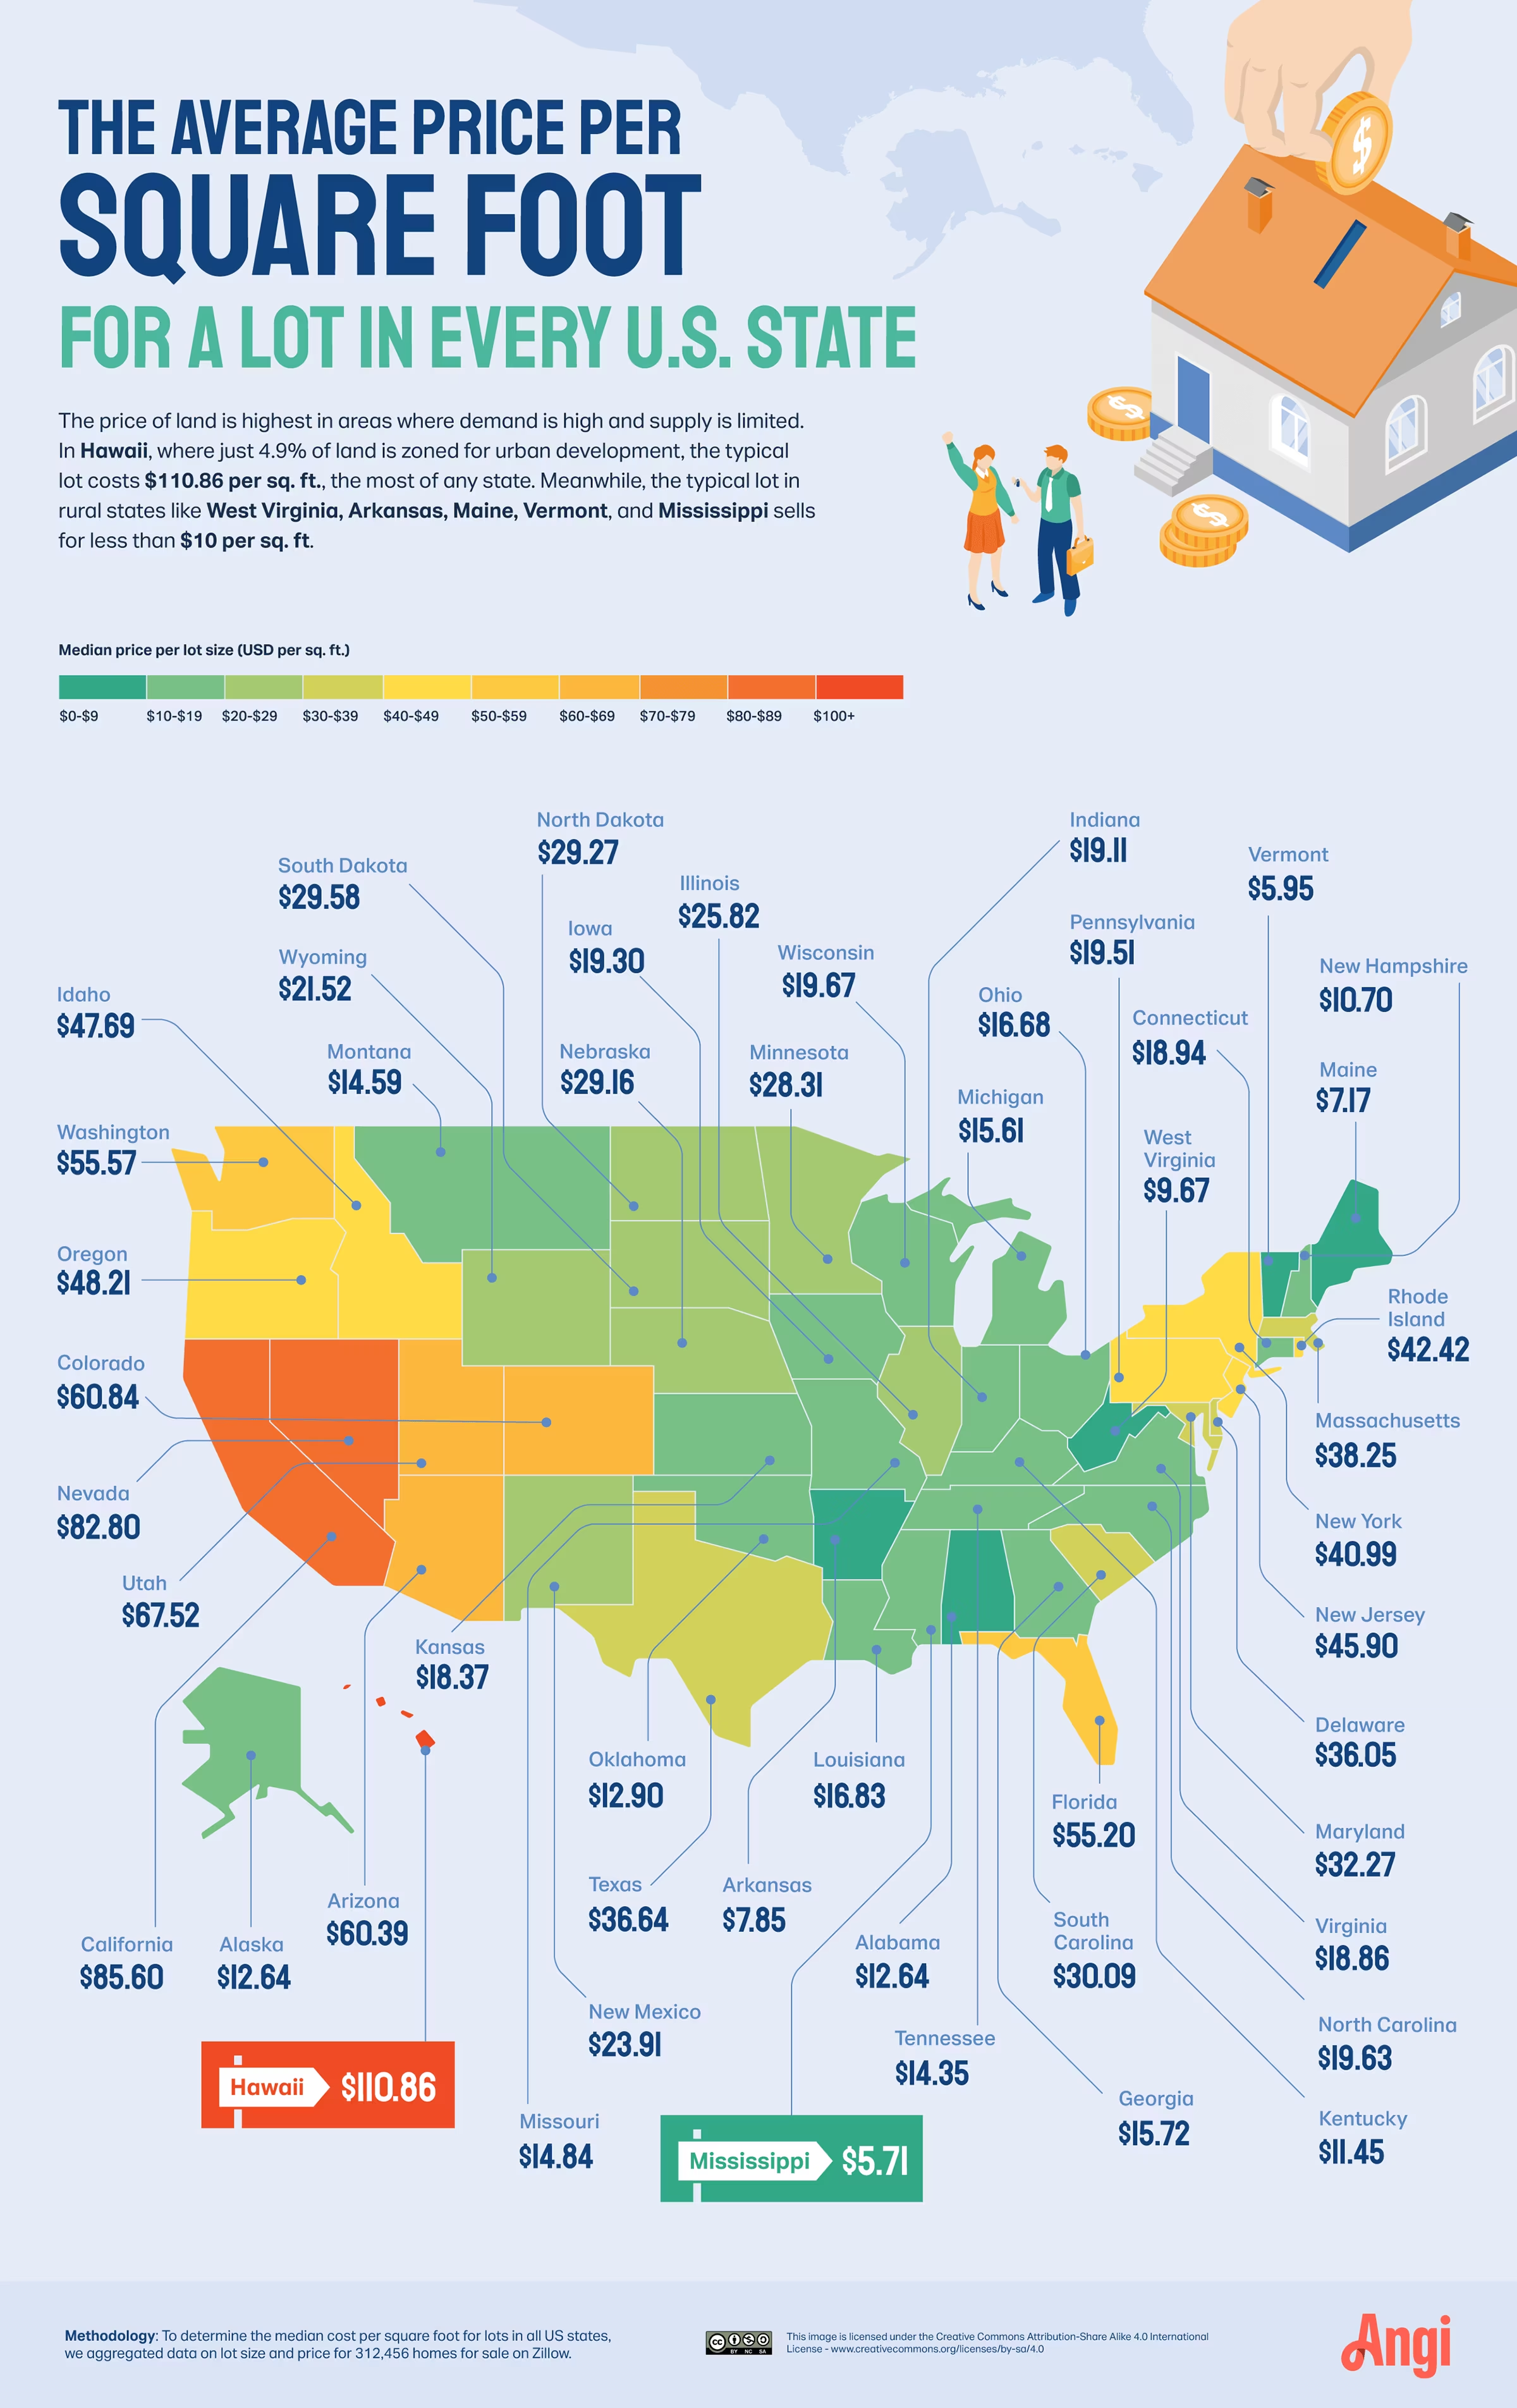 THE AVERAGE PRICE PER
SQUARE FOOT
FOR A LOT IN EVERY U.S. STATE
The price of land is highest in areas where demand is high and supply is limited.
In Hawaii, where just 4.9% of land is zoned for urban development, the typical
lot costs $110.86 per sq. ft., the most of any state. Meanwhile, the typical lot in
rural states like West Virginia, Arkansas, Maine, Vermont, and Mississippi sells
for less than $10 per sq. ft.
Median price per lot size (USD per sq. ft.)
$0-$9 $10-$19 $20-$29 $30-$39 $40-$49 $50-$59 $60-$69 $70-$79 $80-$89 $100+
North Dakota
$29.27
Indiana
$19.11
South Dakota
$29.58
Vermont
$5.95
Illinois
$25.82
Iowa
$19.30
Pennsylvania
$19.51
Wyoming
$21.52
Wisconsin
$19.67
New Hampshire
$10.70
Idaho
$47.69
Ohio
$16.68
Connecticut
$18.94
Montana
$14.59
Nebraska
$29.16
Minnesota
$28.31
Maine
$7.17
Michigan
$15.61
Washington
$55.57
West
Virginia
$9.67
Oregon
$48.21
Rhode
Island
$42.42
Colorado
$60.84
Massachusetts
$38.25
Nevada
$82.80
New York
$40.99
Utah
$67.52
New Jersey
$45.90
Kansas
$18.37
Delaware
$36.05
Oklahoma
$12.90
Louisiana
$16.83
Florida
$55.20
Maryland
$32.27
Texas
$36.64
Arkansas
$7.85
Arizona
$60.39
South
Carolina
$30.09
Virginia
$18.86
California
$85.60
Alaska
$12.64
Alabama
$12.64
New Mexico
$23.91
North Carolina
$19.63
Tennessee
$14.35
Hawaii $110.86
Georgia
$15.72
Missouri
$14.84
Kentucky
$11.45
Mississippi $5.71
Methodology: To determine the median cost per square foot for lots in all US states,
we aggregated data on lot size and price for 312,456 homes for sale on Zillow.
cc BY NC SA
This image is licensed under the Creative Commons Attribution-Share Alike 4.0 International
License - www.creativecommons.org/licenses/by-sa/4.0
Angi